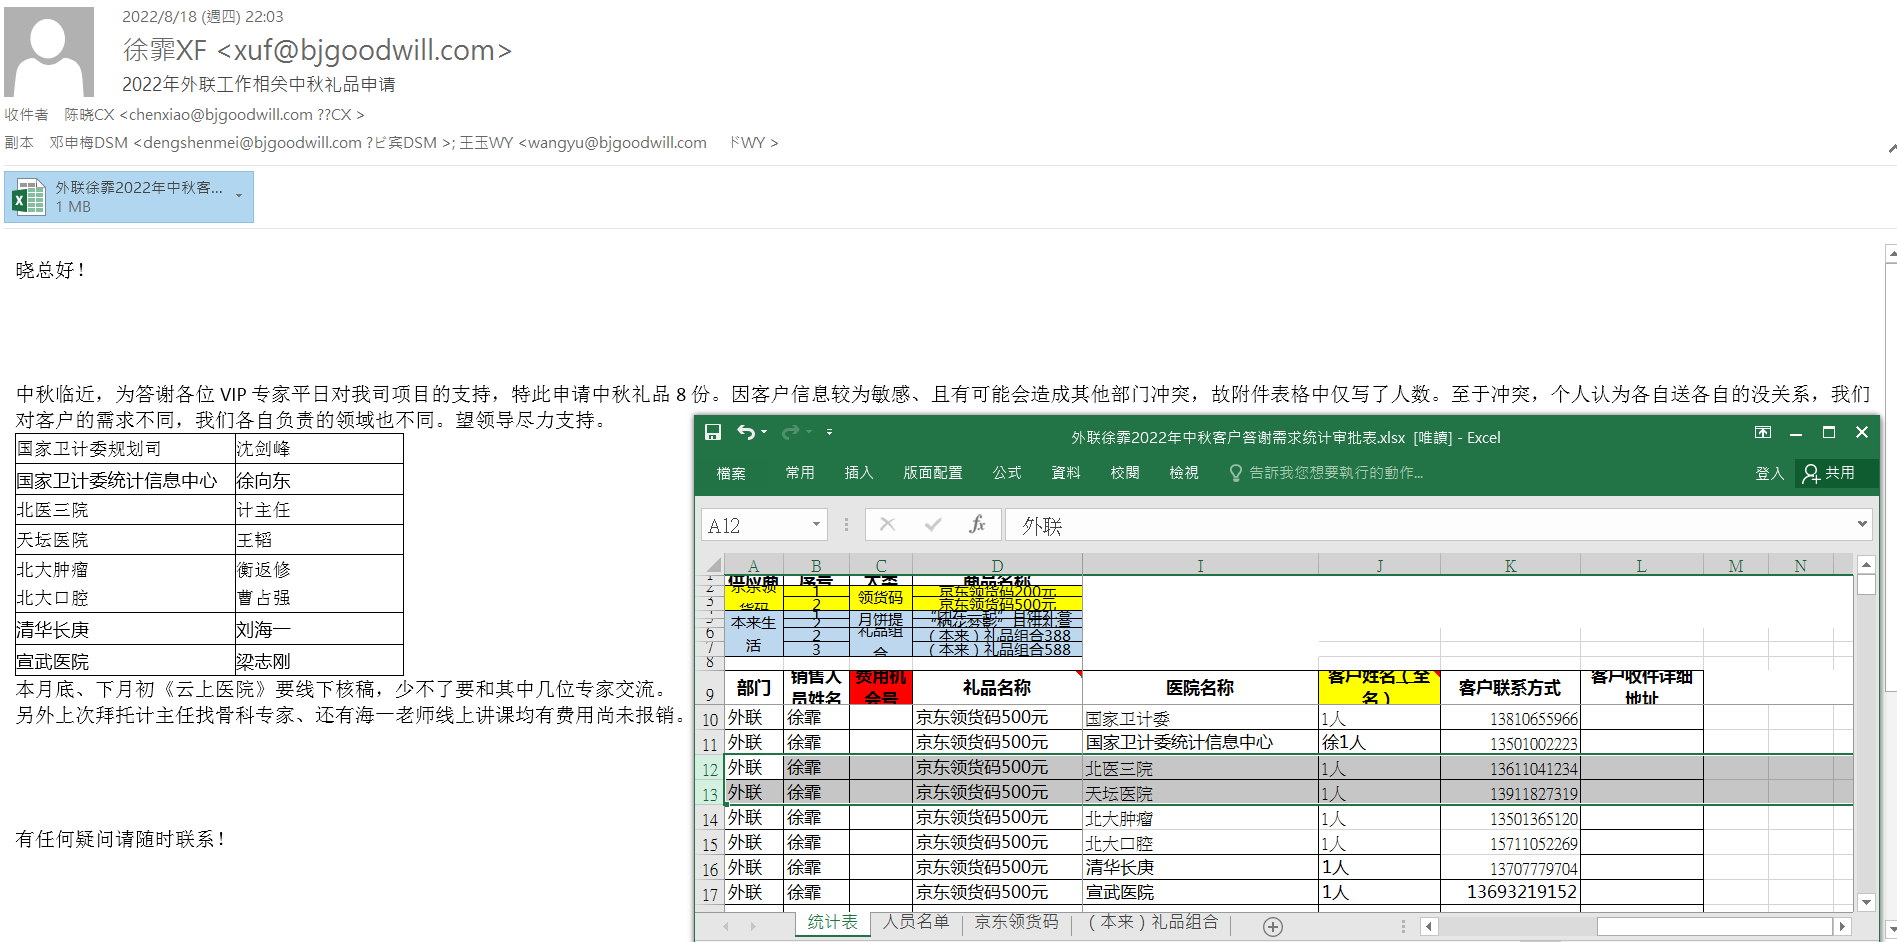 2022/8/18 (週四) 22:03
徐霏XF <xuf@bjgoodwill.com>
2022年外联工作相关中秋礼品申请
收件者 陈晓CX <chenxiao@bjgoodwill.com ??CX >
副本 邓申梅DSM <dengshenmei@bjgoodwill.com ?ビ宾DSM >; 王玉WY <wangyu@bjgoodwill.com ドWY >
外联徐霏2022年中秋客...
1 MB
晓总好！
中秋临近，为答谢各位 VIP 专家平日对我司项目的支持，特此申请中秋礼品 8 份。因客户信息较为敏感、且有可能会造成其他部门冲突，故附件表格中仅写了人数。至于冲突，个人认为各自送各自的没关系，我们
对客户的需求不同，我们各自负责的领域也不同。望领导尽力支持。
国家卫计委规划司 沈剑峰
国家卫计委统计信息中心 徐向东
北医三院 计主任
天坛医院 王韬
北大肿瘤 衡返修
北大口腔 曹占强
清华长庚 刘海一
宣武医院 梁志刚
本月底、下月初《云上医院》要线下核稿，少不了要和其中几位专家交流。
另外上次拜托计主任找骨科专家、还有海一老师线上讲课均有费用尚未报销。
有任何疑问请随时联系！
外联徐霏2022年中秋客户答谢需求统计审批表.xlsx [唯讀] - Excel
檔案 常用 插入 版面配置 公式 資料 校閱 檢視 告訴我您想要執行的動作... 登入 共用
A12 fx 外联
A B C D I J K L M N
1 供应商 序号 大类 商品名称
2 京东领货码 1 领货码 京东领货码200元
3 2 京东领货码500元
本来生活 1 月饼提 “团在一起”月饼礼盒
2
6 2 礼品组合 （本来）礼品组合388
7 3 （本来）礼品组合588
8
9 部门 销售人员姓名 费用机会号 礼品名称 医院名称 客户姓名（全名） 客户联系方式 客户收件详细地址
10 外联 徐霏 京东领货码500元 国家卫计委 1人 13810655966
11 外联 徐霏 京东领货码500元 国家卫计委统计信息中心 徐1人 13501002223
12 外联 徐霏 京东领货码500元 北医三院 1人 13611041234
13 外联 徐霏 京东领货码500元 天坛医院 1人 13911827319
14 外联 徐霏 京东领货码500元 北大肿瘤 1人 13501365120
15 外联 徐霏 京东领货码500元 北大口腔 1人 15711052269
16 外联 徐霏 京东领货码500元 清华长庚 1人 13707779704
17 外联 徐霏 京东领货码500元 宣武医院 1人 13693219152
统计表 人员名单 京东领货码 （本来）礼品组合